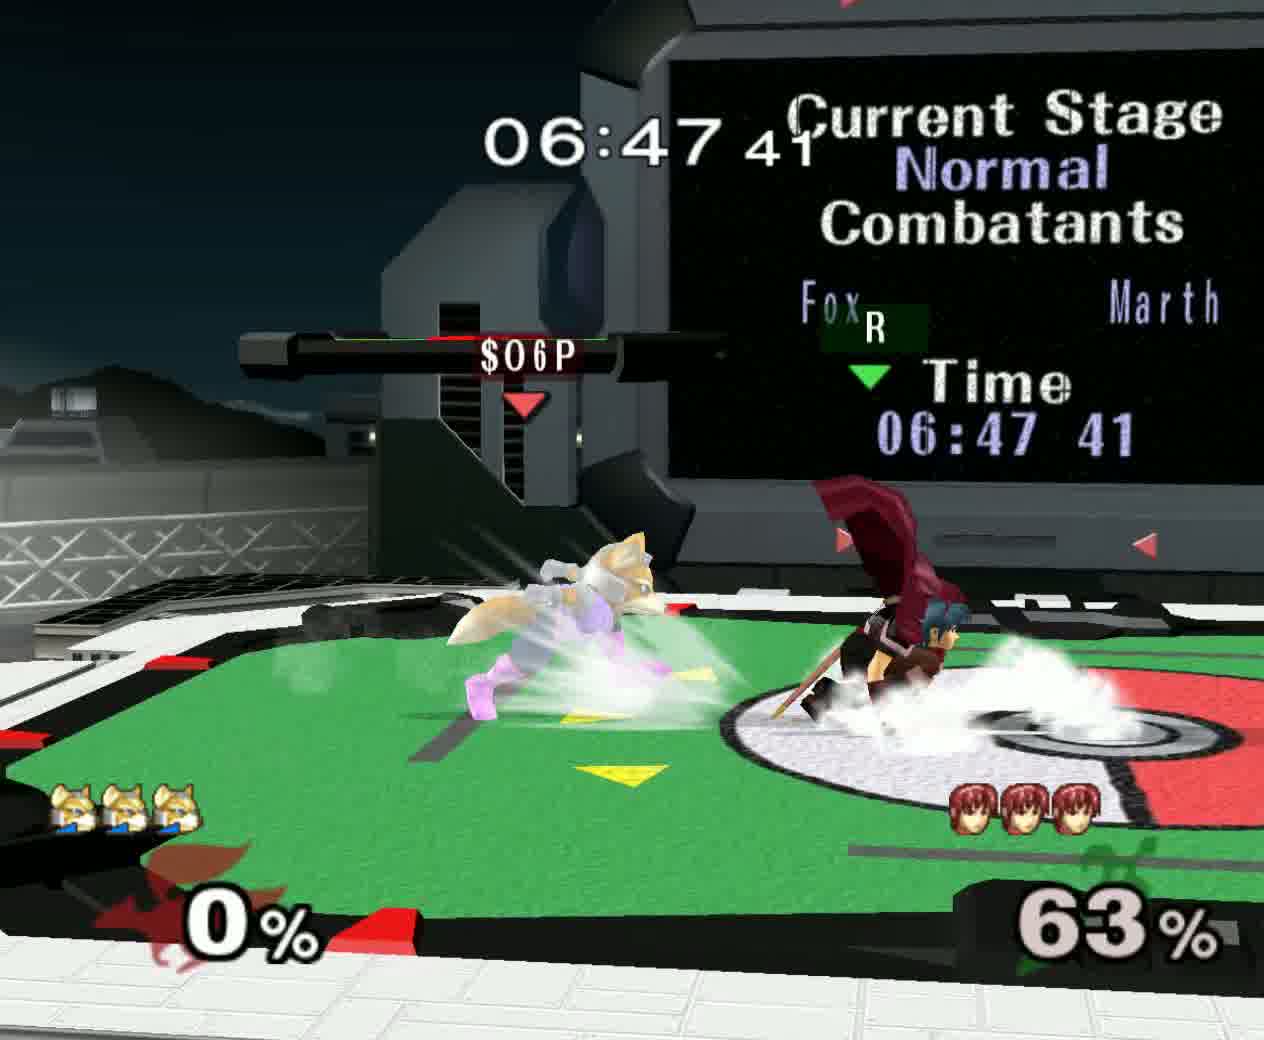 06:47 41
Current Stage
Normal
Combatants
Fox Marth
R
Time
06:47 41
$06P
0%
63%